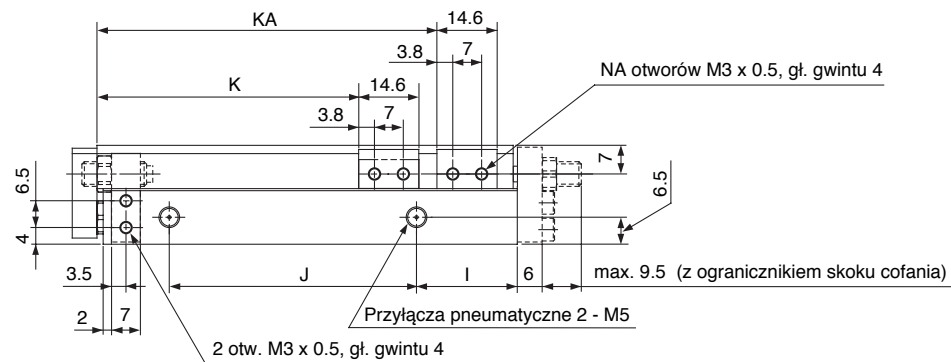 KA
14.6
3.8
7
NA otworów M3 x 0.5, gł. gwintu 4
K
14.6
3.8
7
7
6.5
6.5
4
3.5
J
I
6
max. 9.5 (z ogranicznikiem skoku cofania)
2
7
Przyłącza pneumatyczne 2 - M5
2 otw. M3 x 0.5, gł. gwintu 4